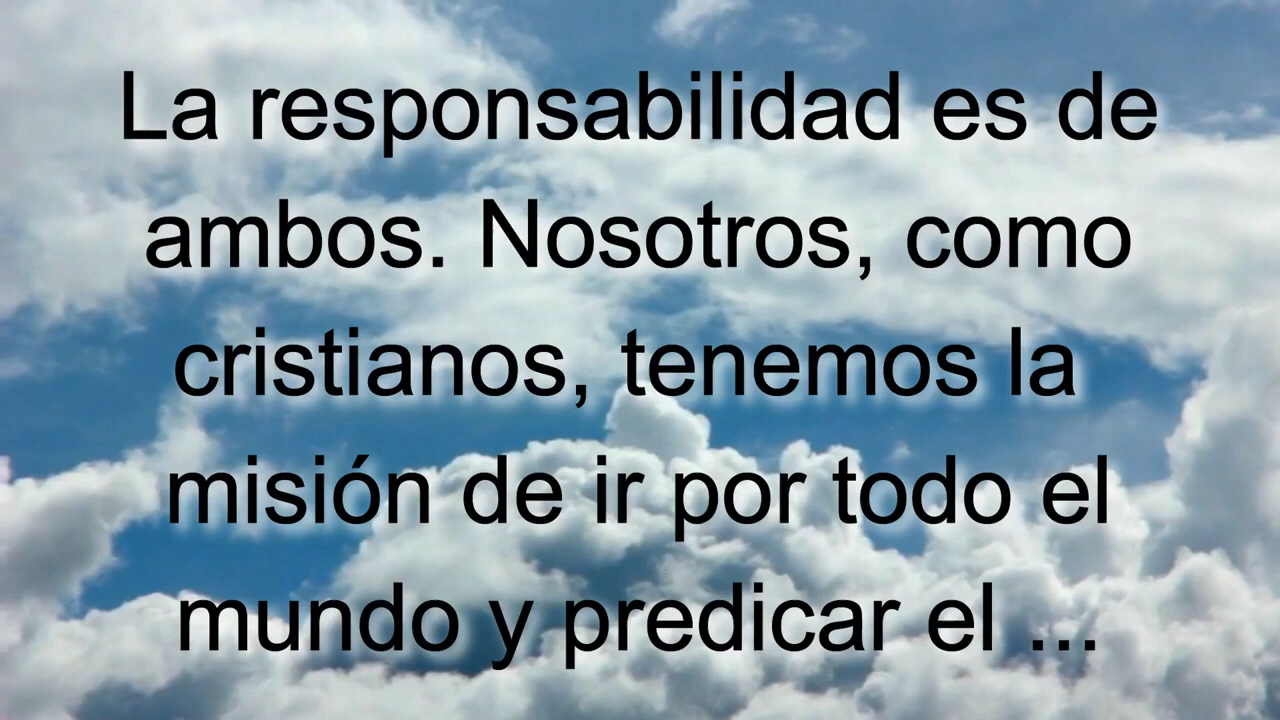 La responsabilidad es de
ambos. Nosotros, como
cristianos, tenemos la
misión de ir por todo el
mundo y predicar el ...